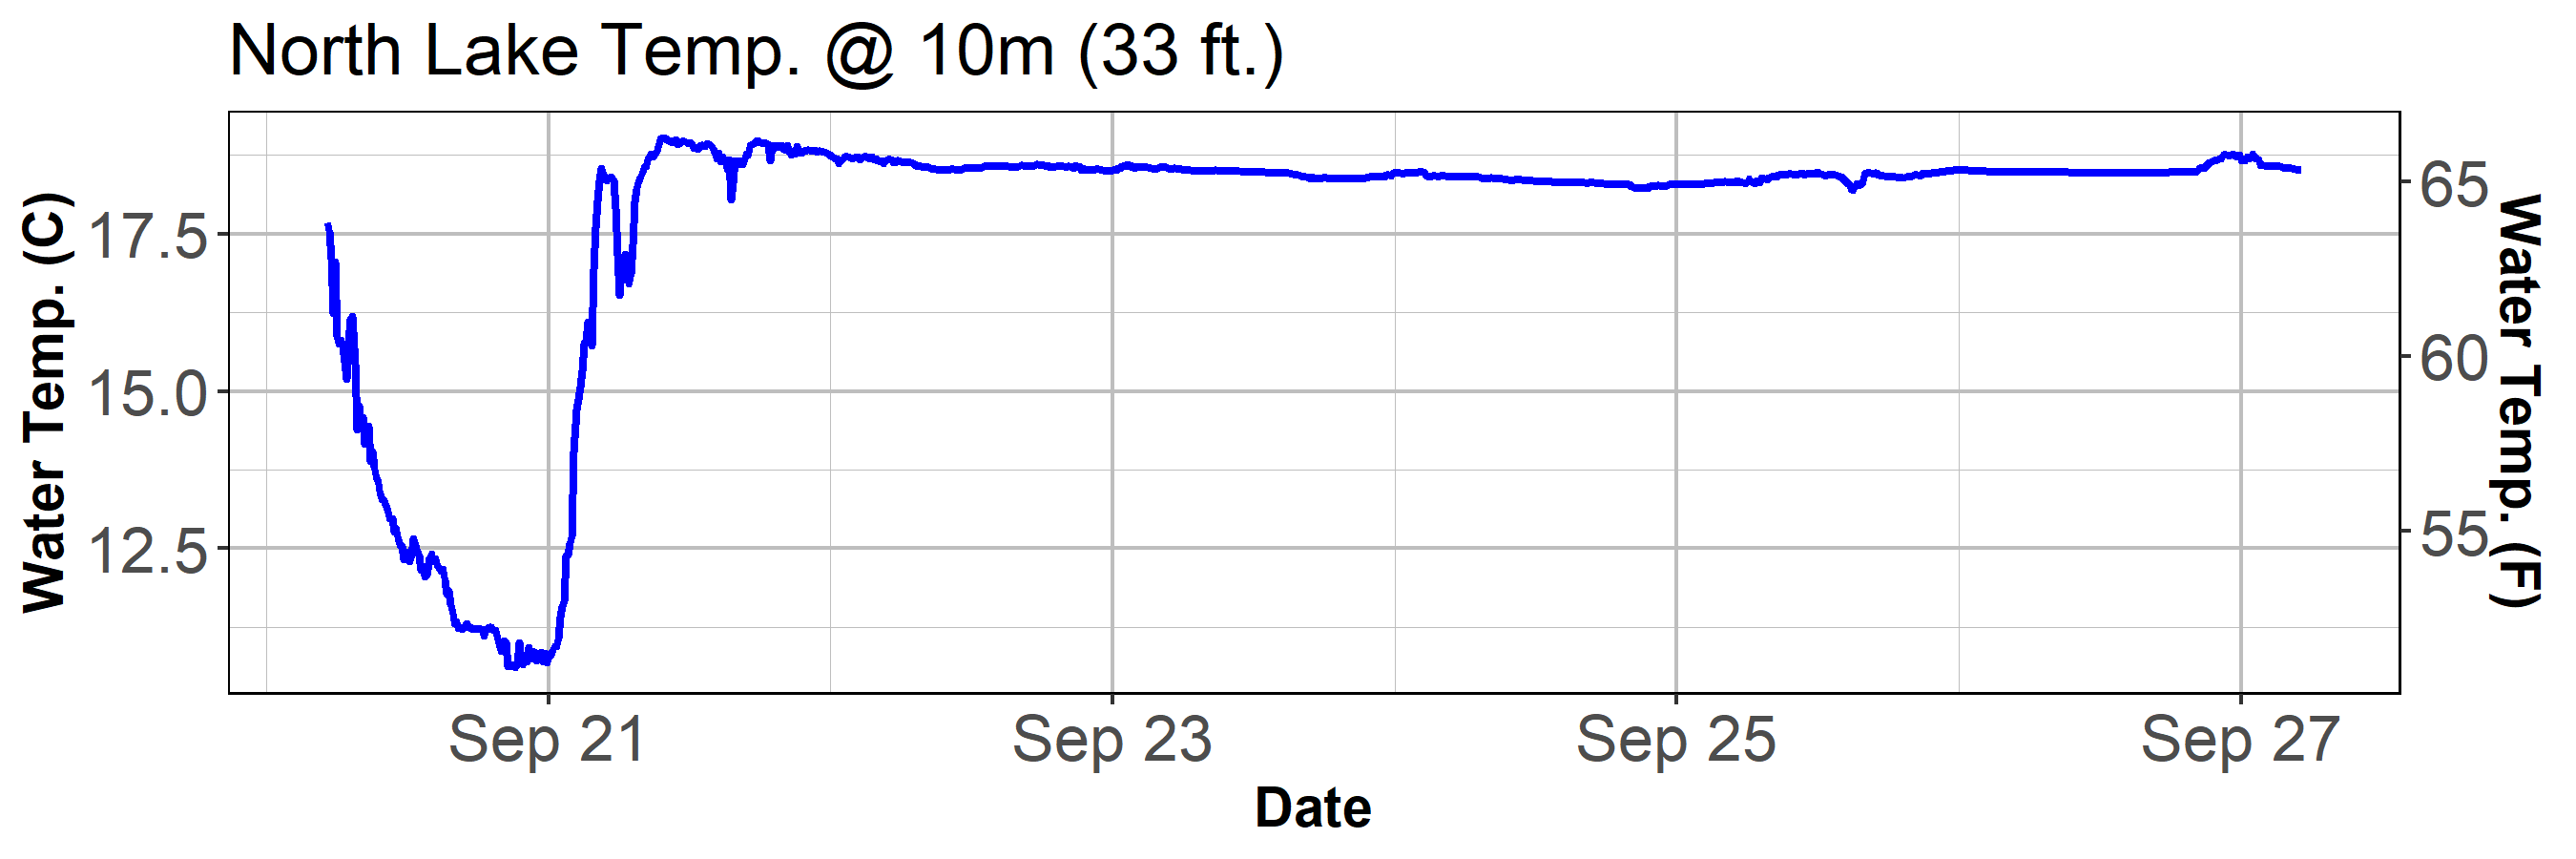 North Lake Temp. @ 10m (33 ft.)
Water Temp. (C)
17.5
15.0
12.5
65
60
55
Water Temp. (F)
Sep 21 Sep 23 Sep 25 Sep 27
Date